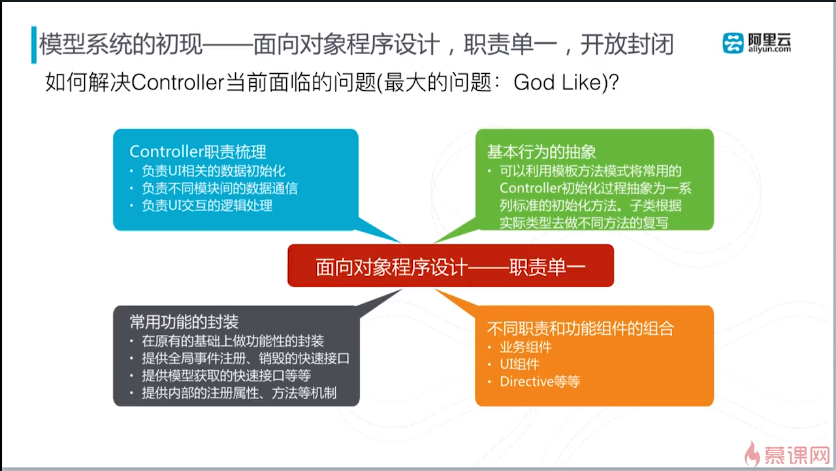 模型系统的初现——面向对象程序设计，职责单一，开放封闭
阿里云
aliyun.com
如何解决Controller当前面临的问题(最大的问题：God Like)?
Controller职责梳理
• 负责UI相关的数据初始化
• 负责不同模块间的数据通信
• 负责UI交互的逻辑处理
基本行为的抽象
• 可以利用模板方法模式将常用的
Controller初始化过程抽象为一系
列标准的初始化方法。子类根据
实际类型去做不同方法的复写
面向对象程序设计——职责单一
常用功能的封装
• 在原有的基础上做功能性的封装
• 提供全局事件注册、销毁的快速接口
• 提供模型获取的快速接口等等
• 提供内部的注册属性、方法等机制
不同职责和功能组件的组合
• 业务组件
• UI组件
• Directive等等
慕课网